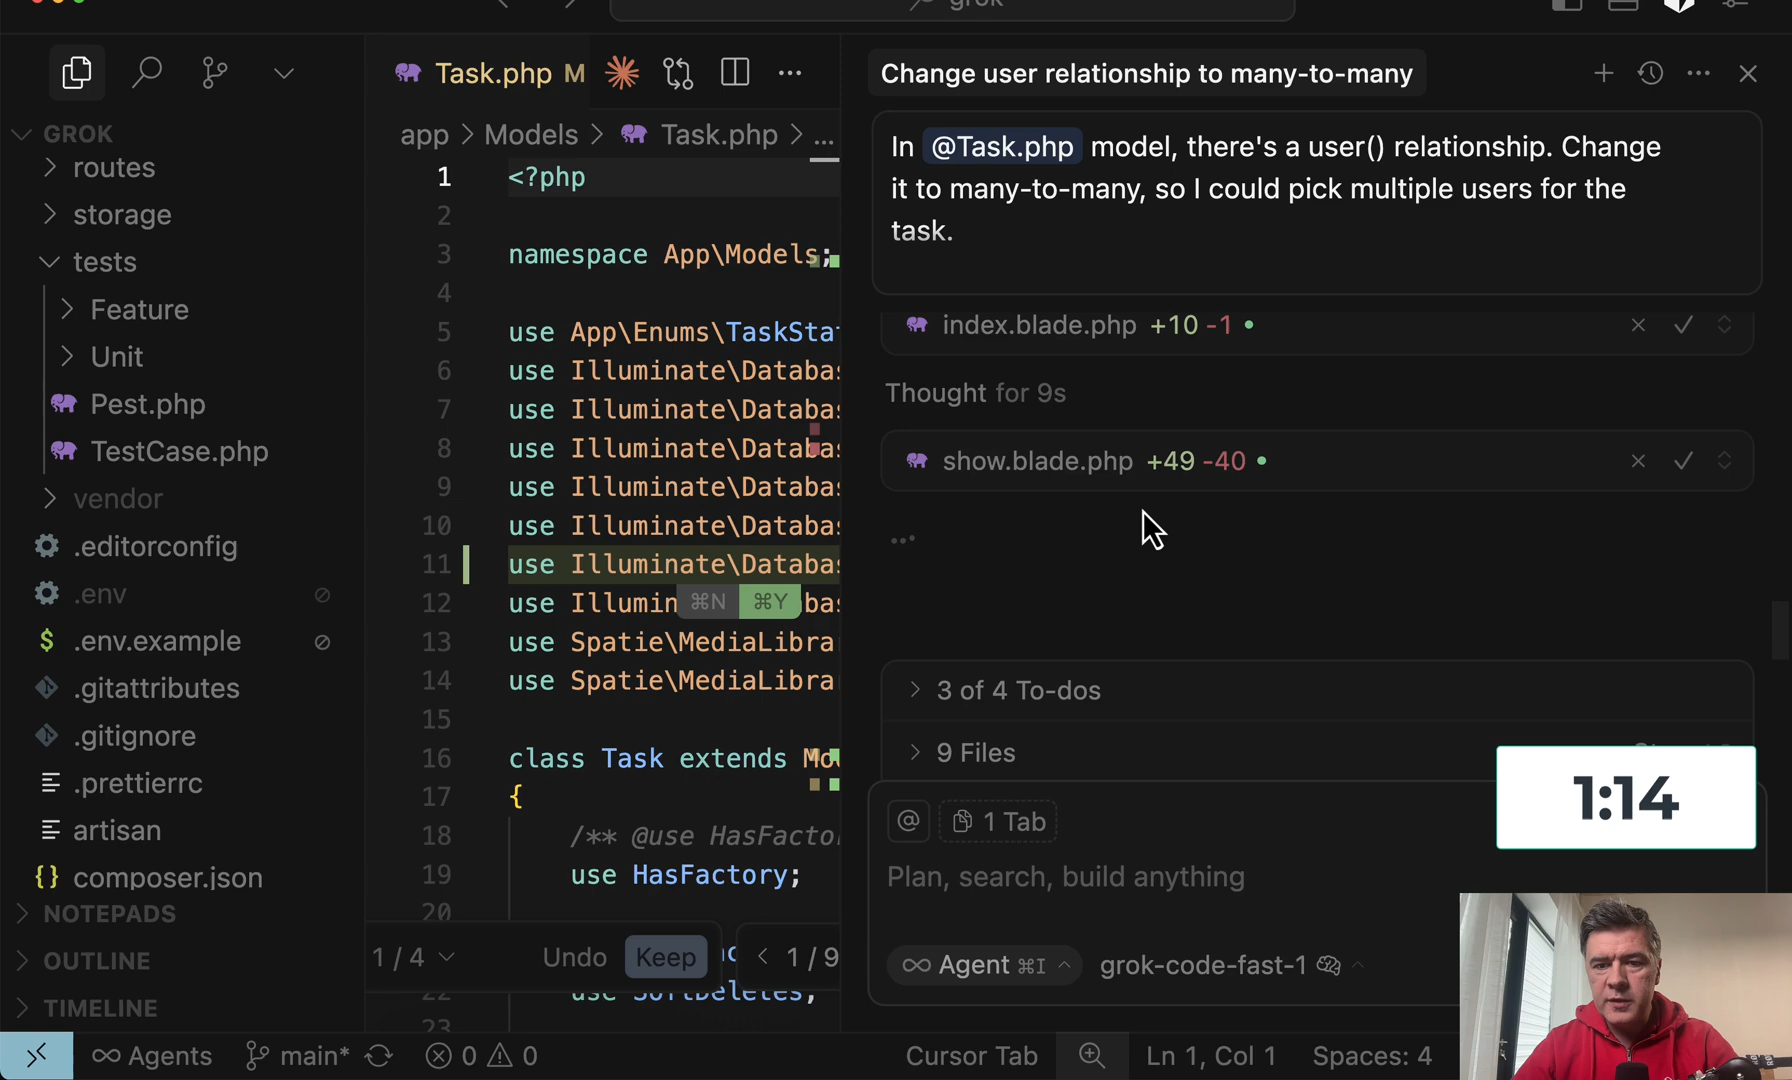 grok
Task.php M
Change user relationship to many-to-many
GROK
routes
storage
tests
Feature
Unit
Pest.php
TestCase.php
vendor
.editorconfig
.env
.env.example
.gitattributes
.gitignore
.prettierrc
artisan
composer.json
NOTEPADS
OUTLINE
TIMELINE
app > Models > Task.php > ...
1 <?php
2
3 namespace App\Models;
4
5 use App\Enums\TaskSta
6 use Illuminate\Databas
7 use Illuminate\Databas
8 use Illuminate\Databas
9 use Illuminate\Databas
10 use Illuminate\Databas
11 use Illuminate\Databas
12 use Illumin ⌘N ⌘Y bas
13 use Spatie\MediaLibra
14 use Spatie\MediaLibra
15
16 class Task extends Mo
17 {
18 /** @use HasFacto
19 use HasFactory;
20
22 use SoftDeletes;
23
1 / 4 Undo Keep < 1 / 9
In @Task.php model, there's a user() relationship. Change
it to many-to-many, so I could pick multiple users for the
task.
index.blade.php +10 -1
Thought for 9s
show.blade.php +49 -40
3 of 4 To-dos
9 Files
1:14
@ 1 Tab
Plan, search, build anything
Agent ⌘I grok-code-fast-1
Agents main* 0 0 Cursor Tab Ln 1, Col 1 Spaces: 4